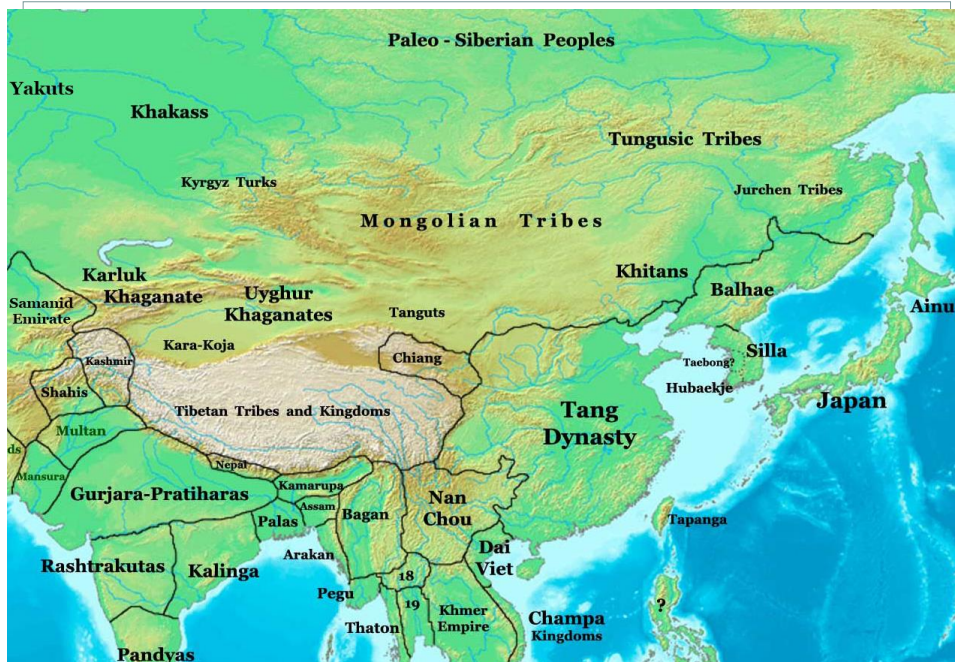 Paleo - Siberian Peoples
Yakuts
Khakass
Tungusic Tribes
Kyrgyz Turks
Jurchen Tribes
Mongolian Tribes
Khitans
Karluk
Khaganate
Uyghur
Khaganates
Balhae
Ainu
Samanid
Emirate
Tanguts
Kara-Koja
Kashmir
Chiang
Silla
Taebong?
Hubaekje
Shahis
Tibetan Tribes and Kingdoms
Tang
Dynasty
Japan
Multan
ds
Mansura
Nepal
Gurjara-Pratiharas
Kamarupa
Assam
Nan
Chou
Palas
Bagan
Tapanga
Dai
Viet
Arakan
Rashtrakutas
Kalinga
18
Pegu
19
Khmer
Empire
?
Champa
Kingdoms
Thaton
Pandyas